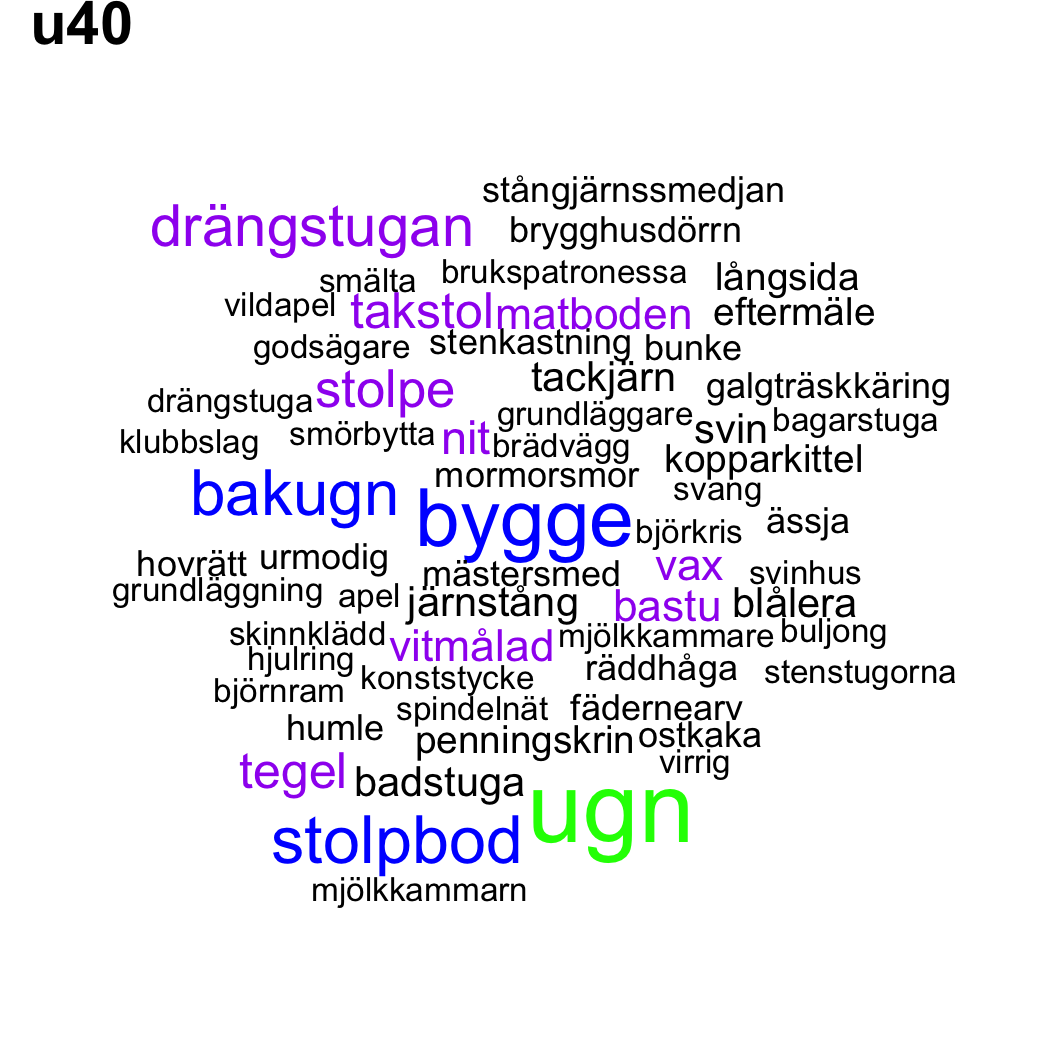 u40
stångjärnssmedjan
drängstugan brygghusdörrn
smälta brukspatronessa långsida
vildapel takstol matboden eftermäle
godsägare stenkastning bunke
tackjärn galgträskkäring
drängstuga stolpe grundläggare bagarstuga
klubbslag smörbytta nit brädvägg svin
mormorsmor kopparkittel
bakugn bygge svang
björkris ässja
hovrätt urmodig mästersmed vax svinhus
grundläggning apel järnstång bastu blålera
skinnklädd vitmålad mjölkkammare buljong
hjulring konststycke räddhåga stenstugorna
björnram spindelnät fädernearv
humle penningskrin ostkaka
virrig
tegel badstuga
stolpbod ugn
mjölkkammarn